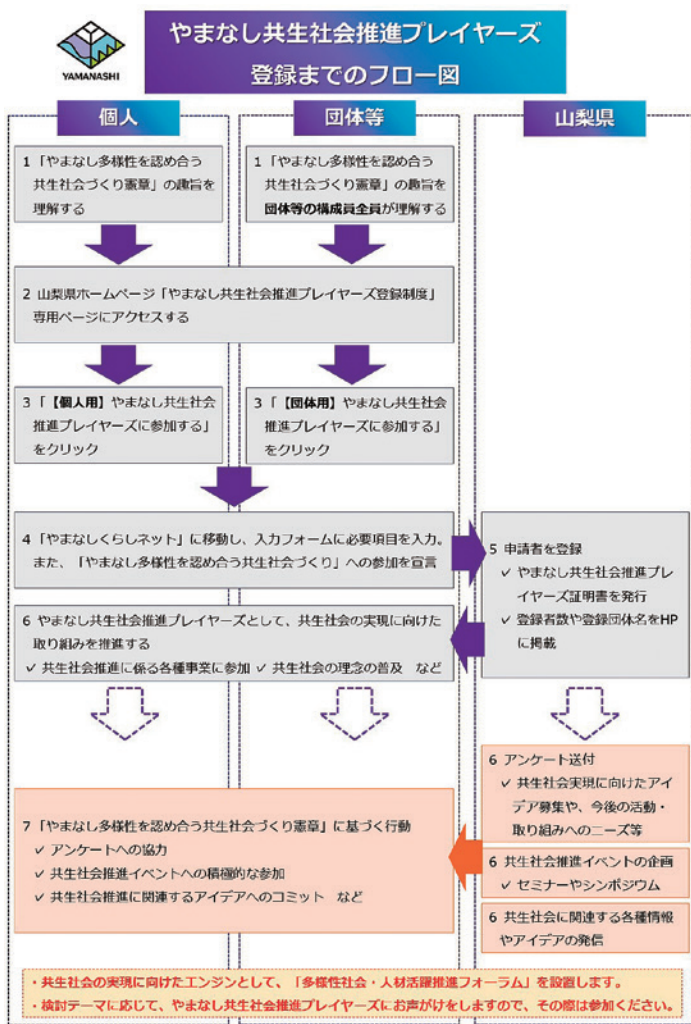 YAMANASHI
やまなし共生社会推進プレイヤーズ
登録までのフロー図
個人
団体等
山梨県
1 「やまなし多様性を認め合う
共生社会づくり憲章」の趣旨を
理解する
1 「やまなし多様性を認め合う
共生社会づくり憲章」の趣旨を
団体等の構成員全員が理解する
2 山梨県ホームページ「やまなし共生社会推進プレイヤーズ登録制度」
専用ページにアクセスする
3 「【個人用】やまなし共生社会
推進プレイヤーズに参加する」
をクリック
3 「【団体用】やまなし共生社会
推進プレイヤーズに参加する」
をクリック
4 「やまなしくらしネット」に移動し、入力フォームに必要項目を入力。
また、「やまなし多様性を認め合う共生社会づくり」への参加を宣言
5 申請者を登録
✓ やまなし共生社会推進プレ
イヤーズ証明書を発行
✓ 登録者数や登録団体名をHP
に掲載
6 やまなし共生社会推進プレイヤーズとして、共生社会の実現に向けた
取り組みを推進する
✓ 共生社会推進に係る各種事業に参加 ✓ 共生社会の理念の普及 など
6 アンケート送付
✓ 共生社会実現に向けたアイ
デア募集や、今後の活動・
取り組みへのニーズ等
6 共生社会推進イベントの企画
✓ セミナーやシンポジウム
6 共生社会に関連する各種情報
やアイデアの発信
7 「やまなし多様性を認め合う共生社会づくり憲章」に基づく行動
✓ アンケートへの協力
✓ 共生社会推進イベントへの積極的な参加
✓ 共生社会推進に関連するアイデアへのコミット など
・共生社会の実現に向けたエンジンとして、「多様性社会・人材活躍推進フォーラム」を設置します。
・検討テーマに応じて、やまなし共生社会推進プレイヤーズにお声がけをしますので、その際は参加ください。